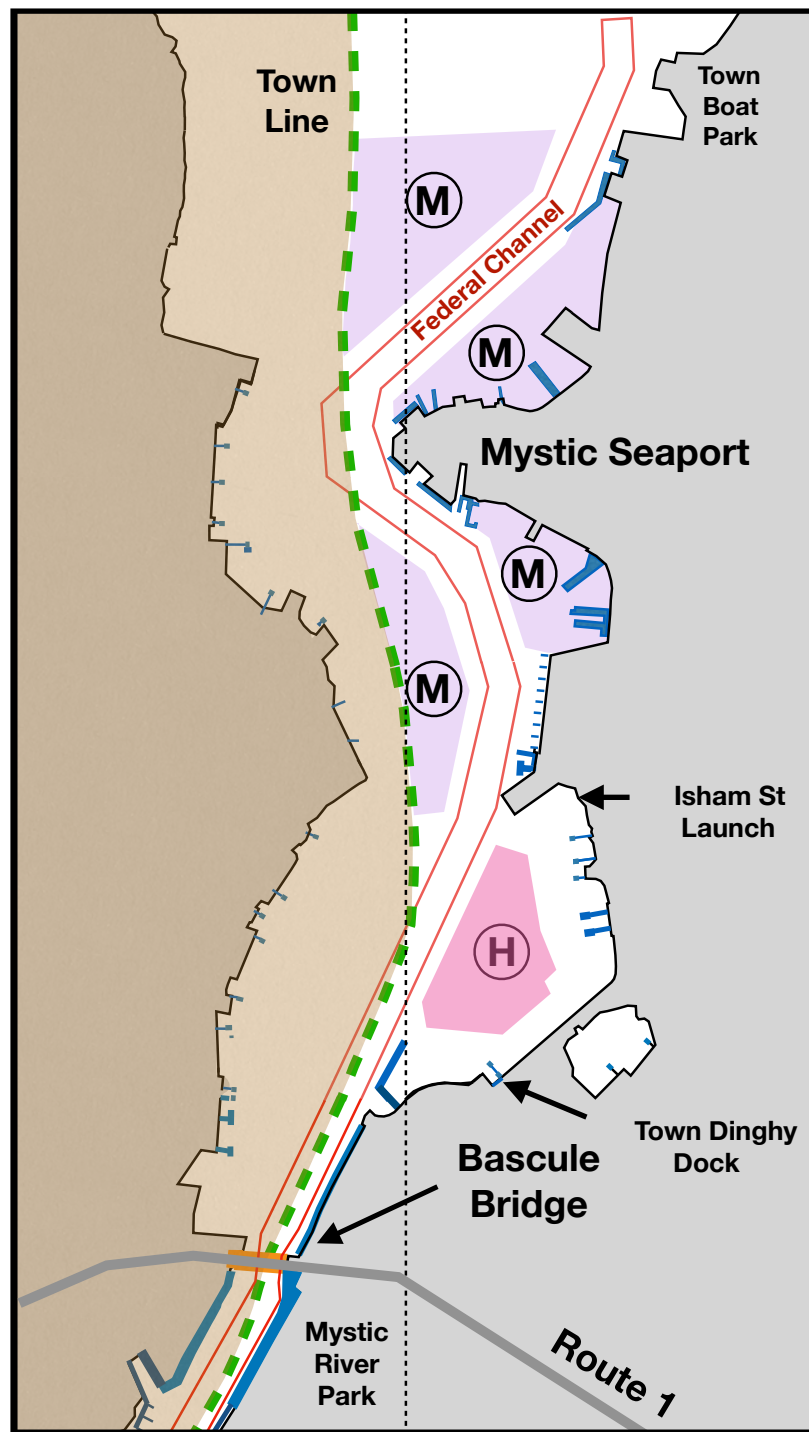 Town
Line
Town
Boat
Park
M
Federal Channel
M
Mystic Seaport
M
M
Isham St
Launch
H
Town Dinghy
Dock
Bascule
Bridge
Mystic
River
Park
Route 1